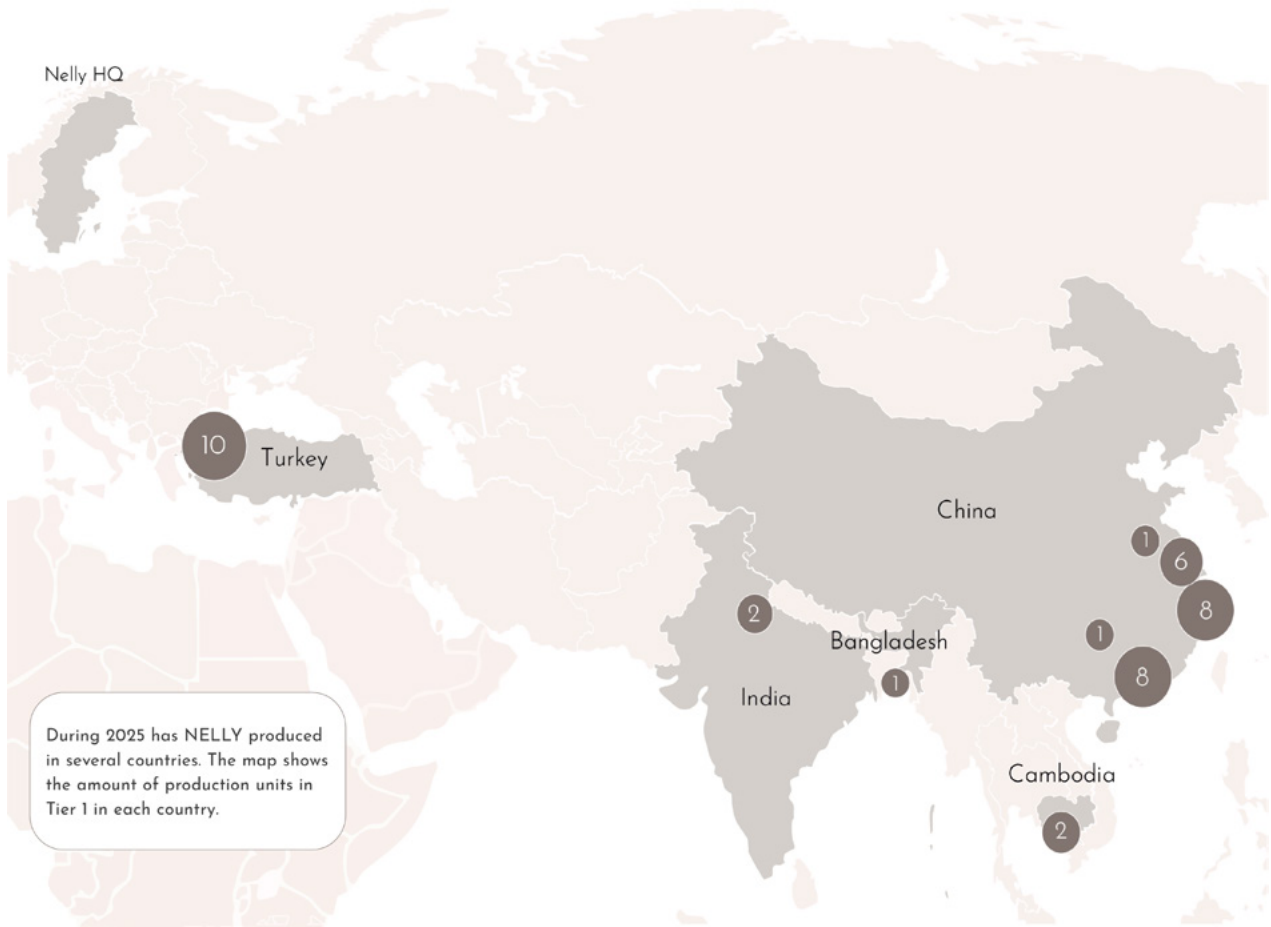 Nelly HQ
10
Turkey
China
1
6
8
2
1
Bangladesh
8
1
India
Cambodia
2
During 2025 has NELLY produced
in several countries. The map shows
the amount of production units in
Tier 1 in each country.